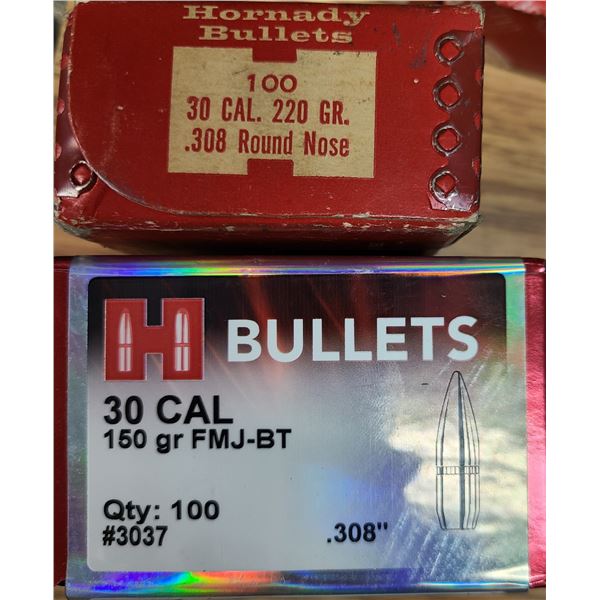 Hornady
Bullets
100
30 CAL. 220 GR.
.308 Round Nose
H BULLETS
30 CAL
150 gr FMJ-BT
Qty: 100
#3037 .308"